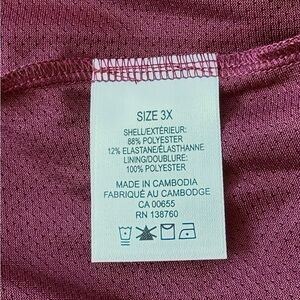 SIZE 3X
SHELL/EXTÉRIEUR:
88% POLYESTER
12% ELASTANE/ÉLASTHANNE
LINING/DOUBLURE:
100% POLYESTER
MADE IN CAMBODIA
FABRIQUÉ AU CAMBODGE
CA 00655
RN 138760